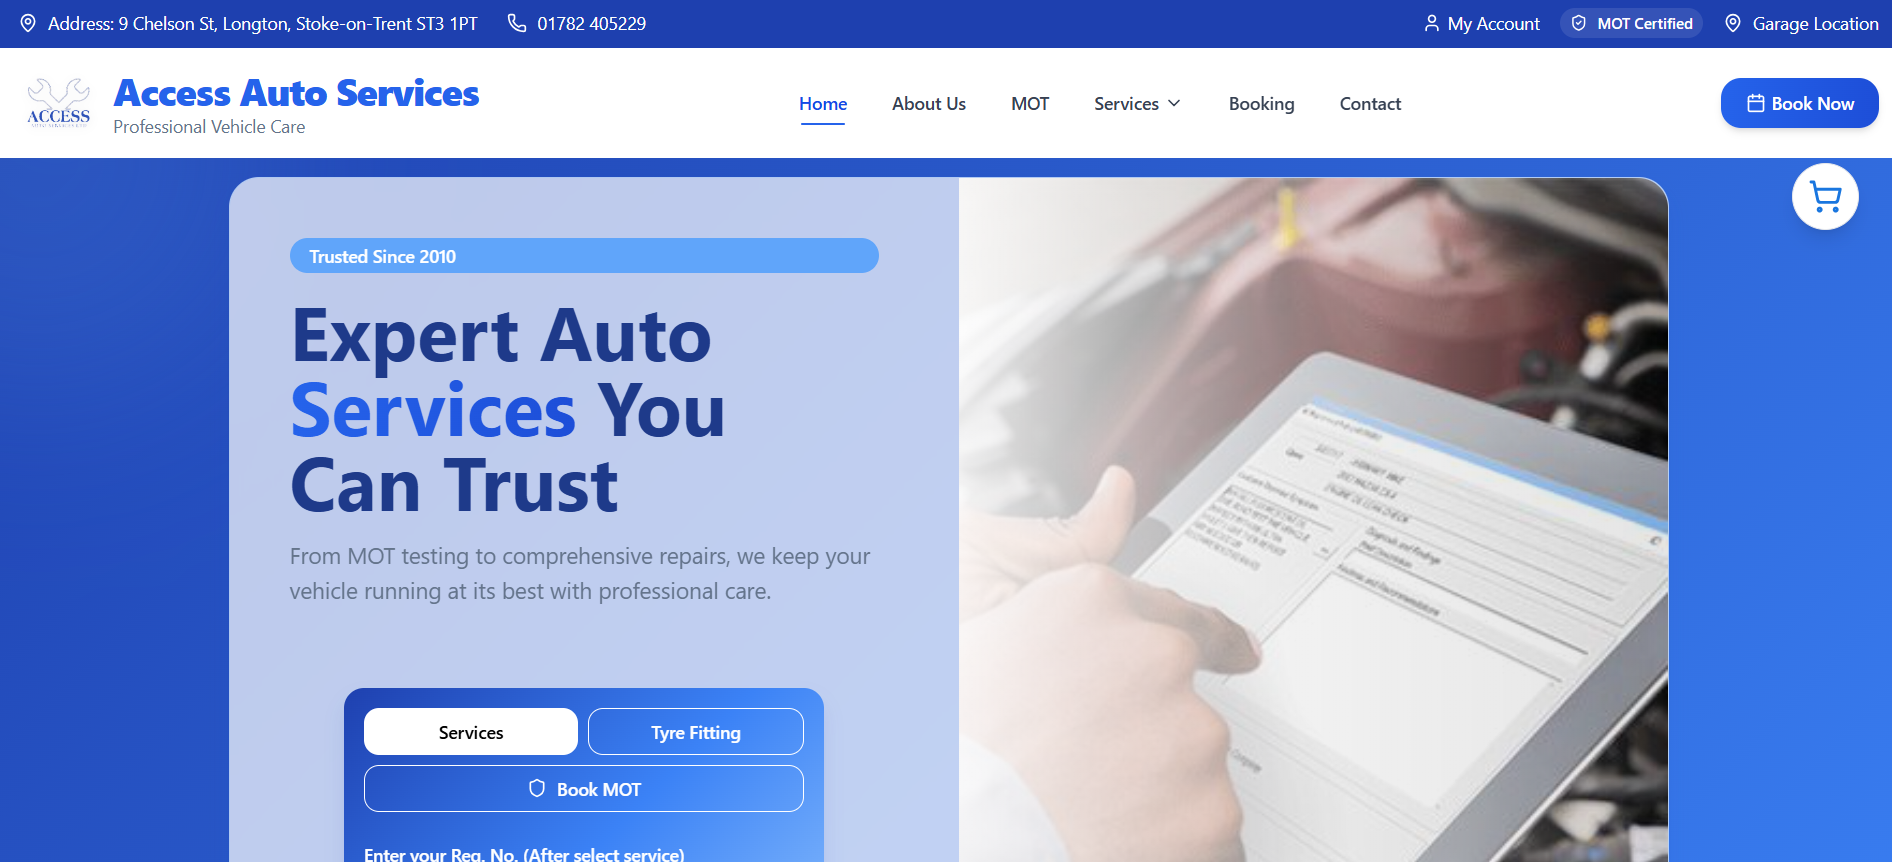 Address: 9 Chelson St, Longton, Stoke-on-Trent ST3 1PT
01782 405229
My Account
MOT Certified
Garage Location
ACCESS
Access Auto Services
Professional Vehicle Care
Home
About Us
MOT
Services
Booking
Contact
Book Now
Trusted Since 2010
Expert Auto
Services You
Can Trust
From MOT testing to comprehensive repairs, we keep your
vehicle running at its best with professional care.
Services
Tyre Fitting
Book MOT
Enter your Reg. No. (After select service)
Diagnosis and findings